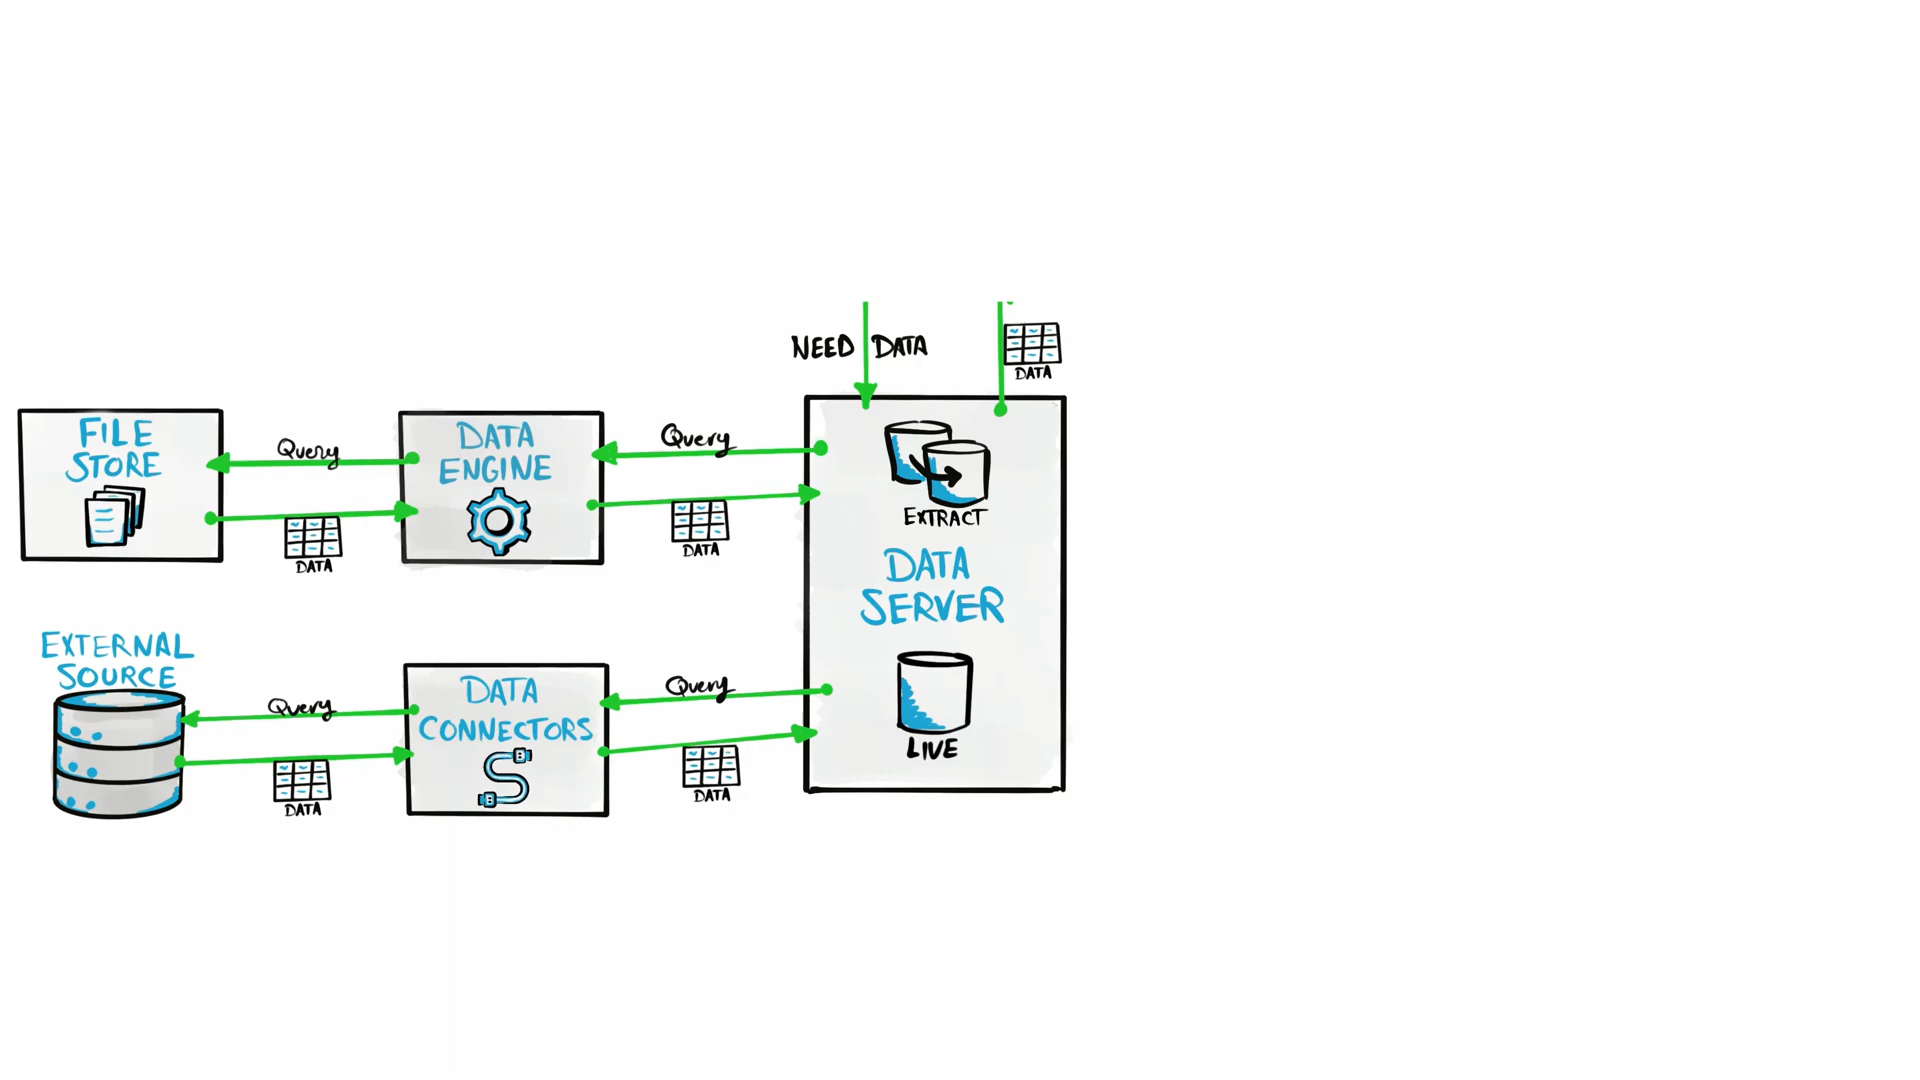 NEED DATA
DATA
FILE
STORE
Query
DATA
DATA
ENGINE
Query
DATA
EXTRACT
DATA
SERVER
LIVE
EXTERNAL
SOURCE
Query
DATA
DATA
CONNECTORS
Query
DATA